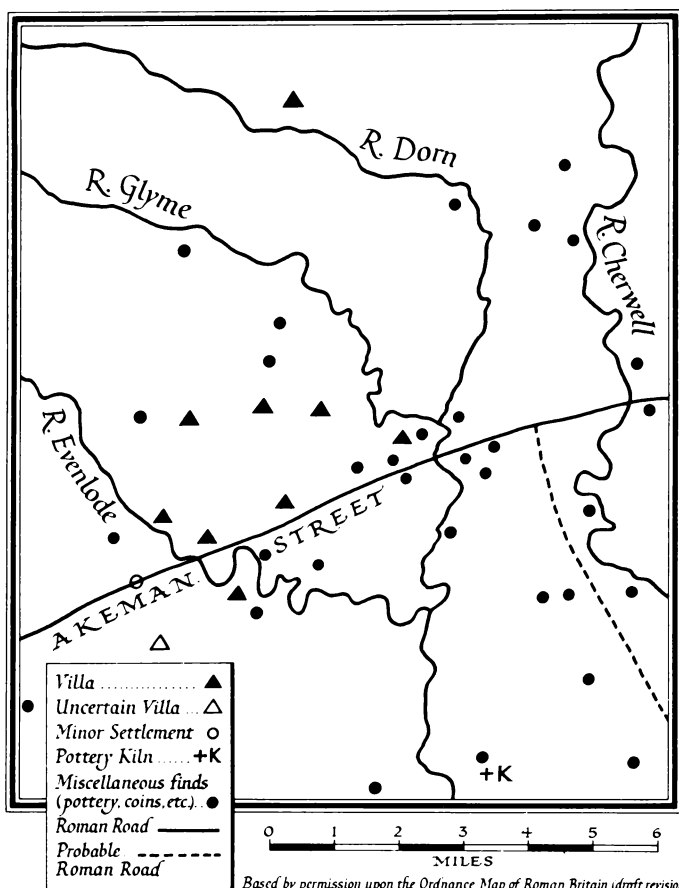 R. Dorn
R. Glyme
R. Cherwell
R. Evenlode
AKEMAN STREET
+K
Villa
Uncertain Villa
Minor Settlement
Pottery Kiln +K
Miscellaneous finds
(pottery, coins, etc.)
Roman Road
Probable
Roman Road
0 1 2 3 4 5 6
MILES
Based by permission upon the Ordnance Map of Roman Britain (draft revisio